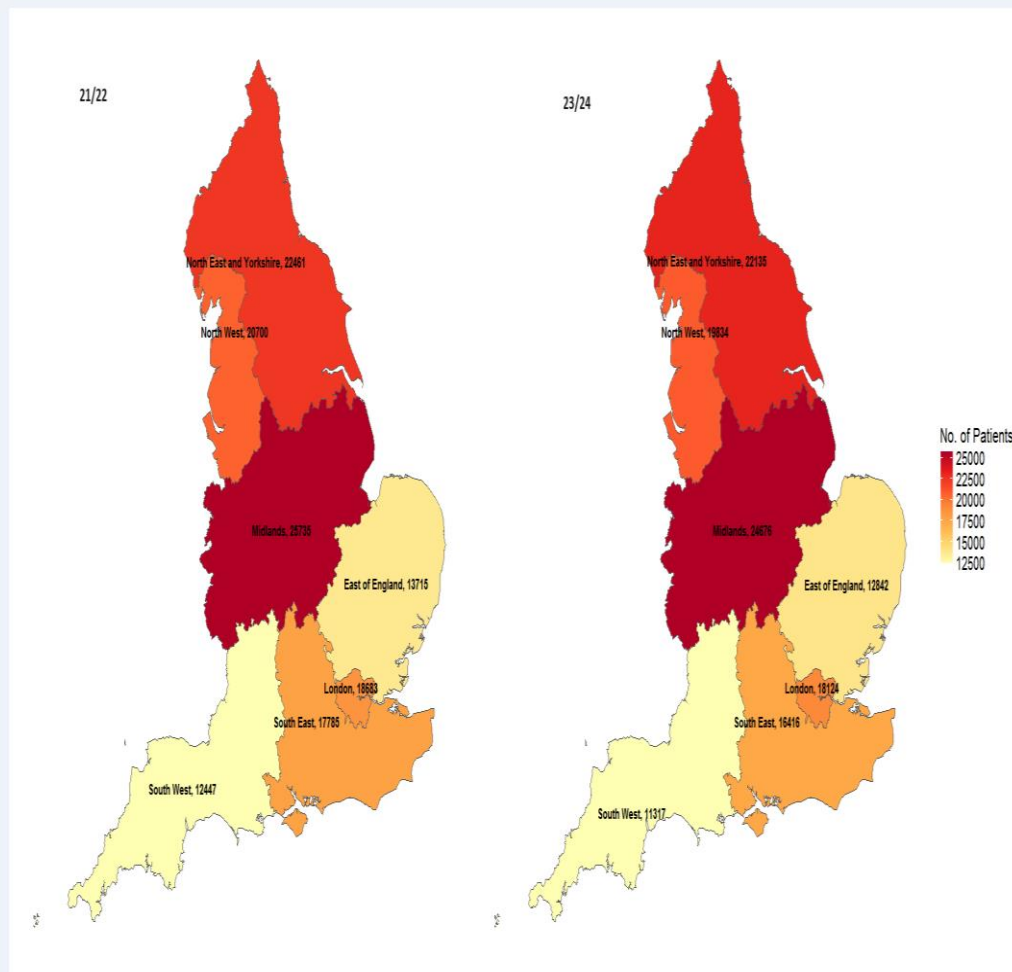 21/22
North East and Yorkshire, 22461
North West, 20700
Midlands, 25735
East of England, 13715
London, 18683
South East, 17785
South West, 12447
23/24
North East and Yorkshire, 22135
North West, 19834
Midlands, 24676
East of England, 12842
London, 18124
South East, 16416
South West, 11317
No. of Patients
25000
22500
20000
17500
15000
12500